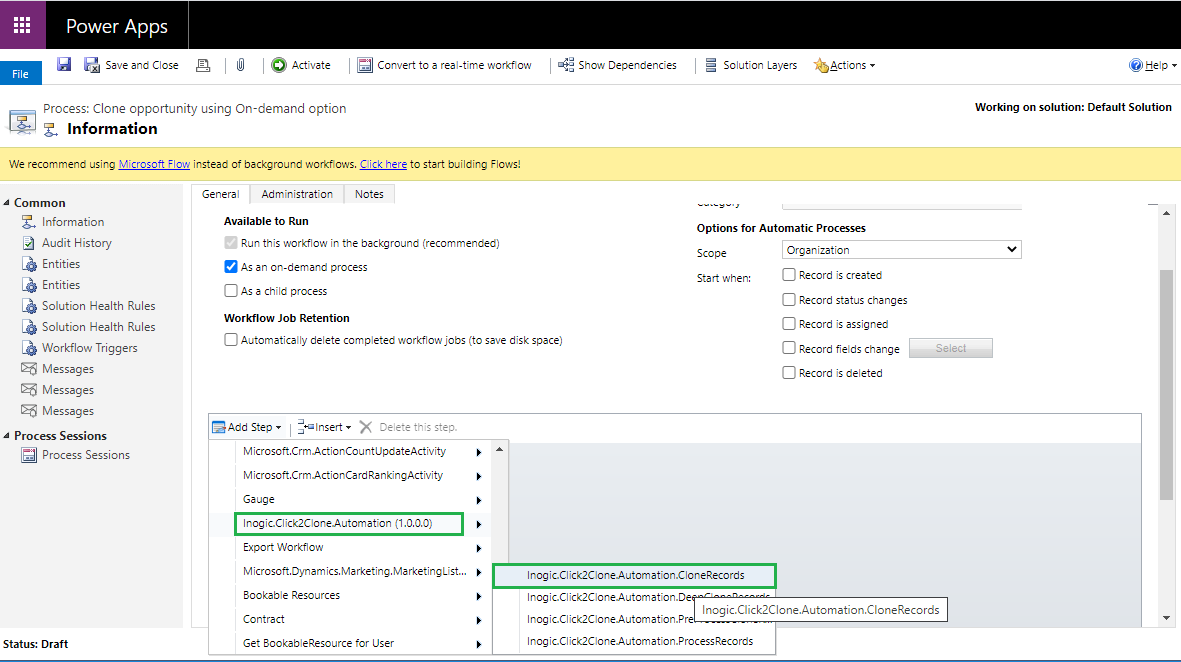 Power Apps
File
Save and Close
Activate
Convert to a real-time workflow
Show Dependencies
Solution Layers
Actions
Help
Process: Clone opportunity using On-demand option
Information
Working on solution: Default Solution
We recommend using Microsoft Flow instead of background workflows. Click here to start building Flows!
Common
Information
Audit History
Entities
Entities
Solution Health Rules
Solution Health Rules
Workflow Triggers
Messages
Messages
Messages
Process Sessions
Process Sessions
General
Administration
Notes
Available to Run
Run this workflow in the background (recommended)
As an on-demand process
As a child process
Workflow Job Retention
Automatically delete completed workflow jobs (to save disk space)
Category
Options for Automatic Processes
Scope
Organization
Start when:
Record is created
Record status changes
Record is assigned
Record fields change
Select
Record is deleted
Add Step
Insert
Delete this step.
Microsoft.Crm.ActionCountUpdateActivity
Microsoft.Crm.ActionCardRankingActivity
Gauge
Inogic.Click2Clone.Automation (1.0.0.0)
Export Workflow
Microsoft.Dynamics.Marketing.MarketingList...
Bookable Resources
Contract
Get BookableResource for User
Inogic.Click2Clone.Automation.CloneRecords
Inogic.Click2Clone.Automation.DeepCloneRecords
Inogic.Click2Clone.Automation.ProcessRecords
Inogic.Click2Clone.Automation.CloneRecords
Status: Draft